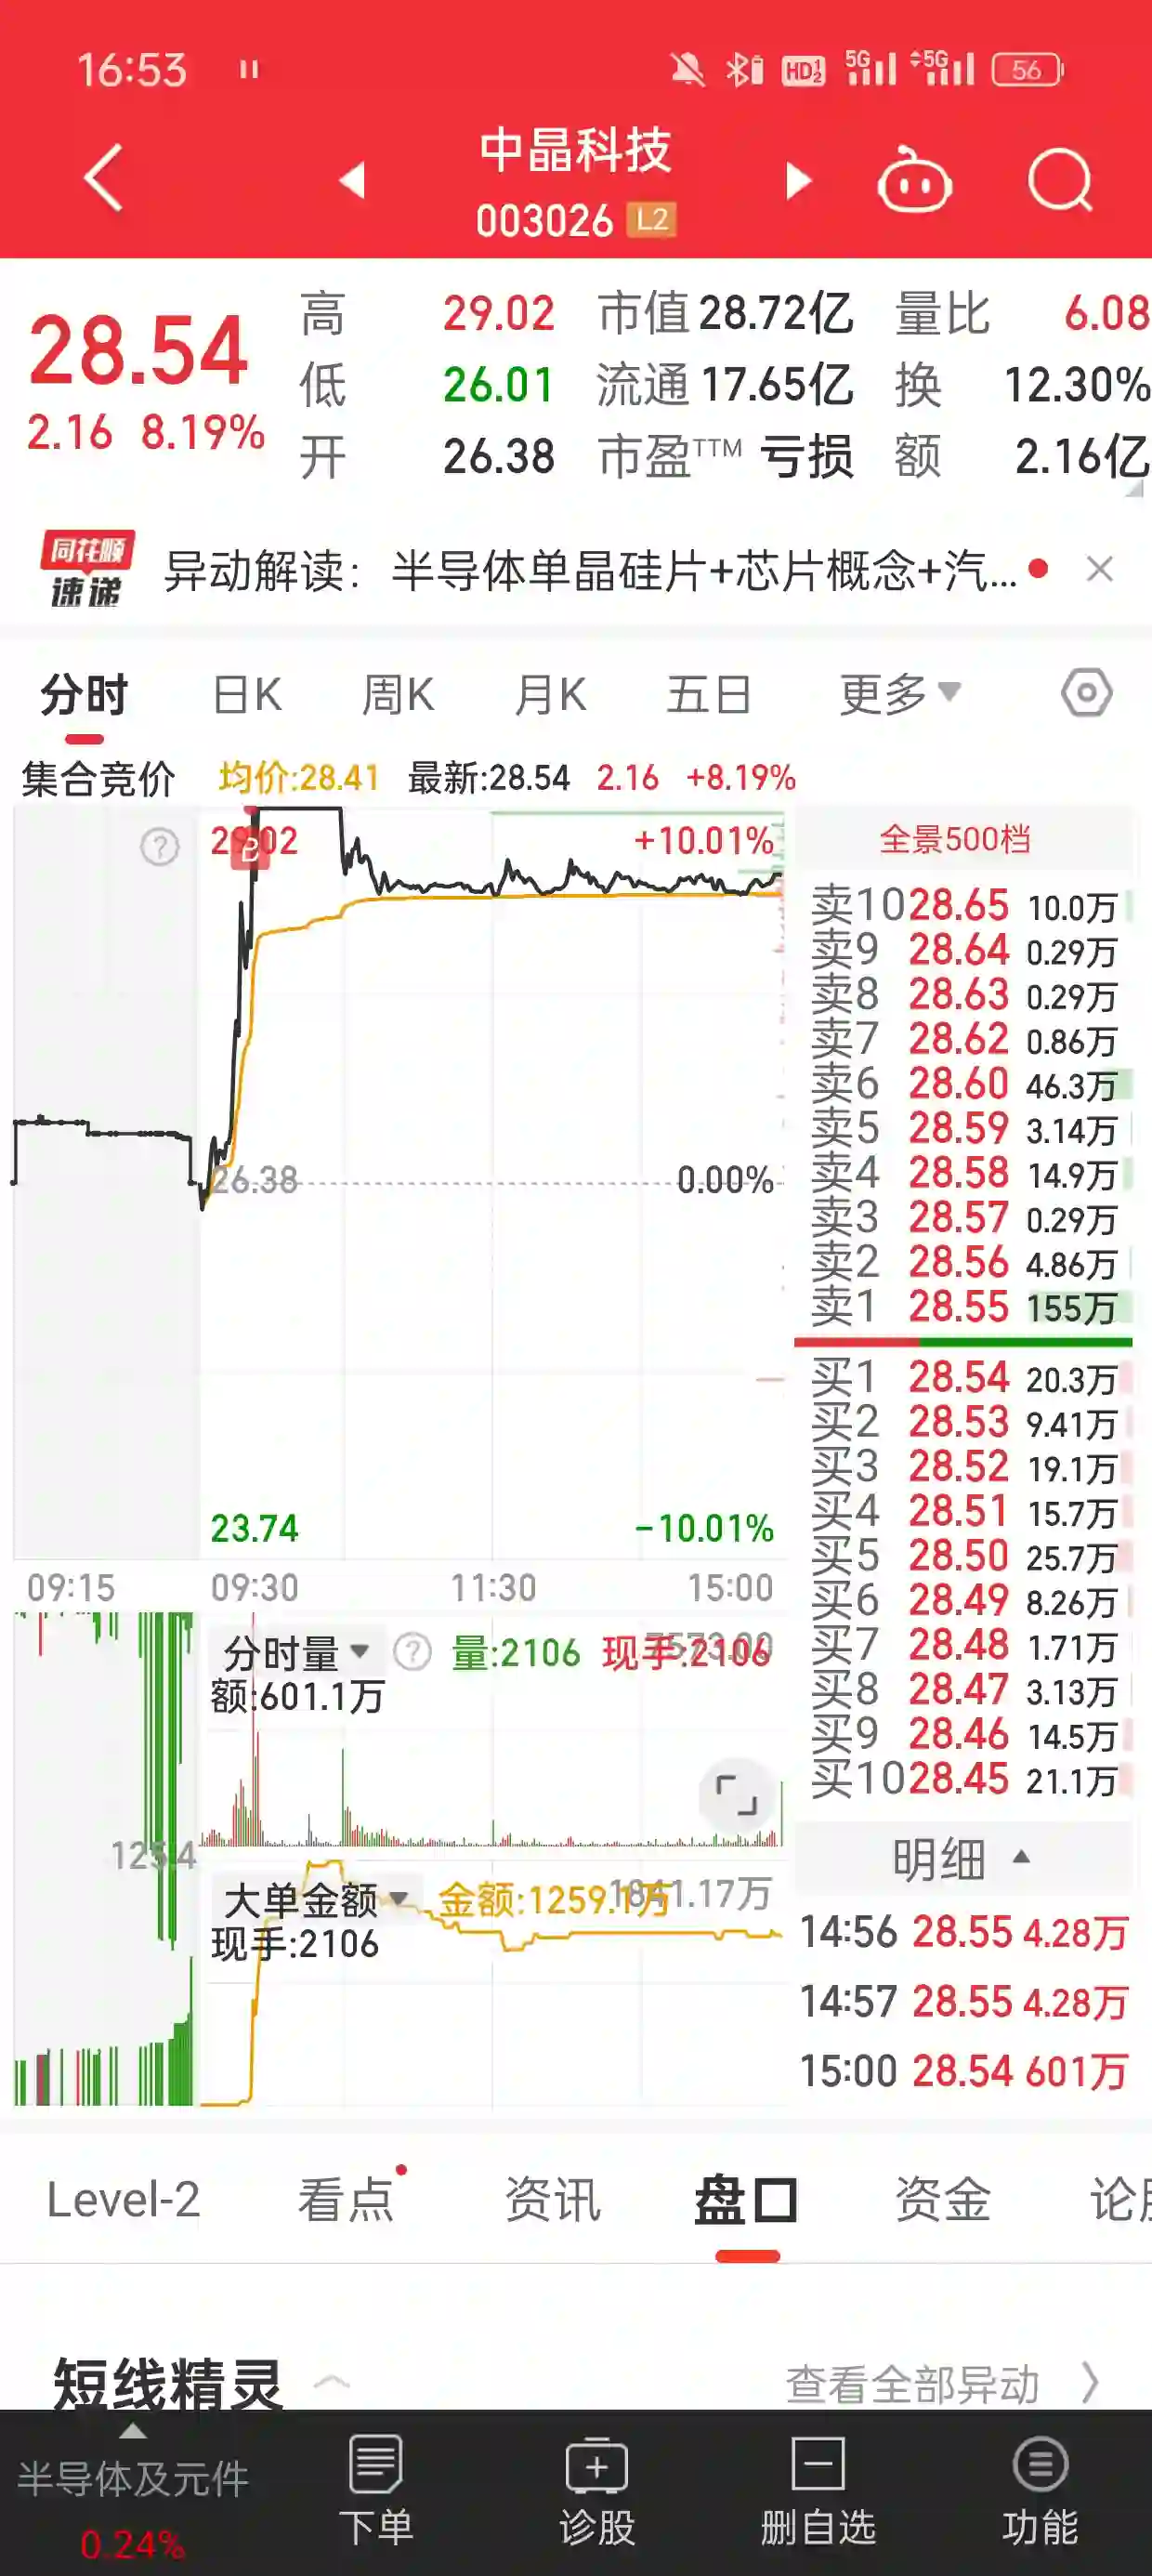 16:53
HD 1 2 5G 5G 56
中晶科技
003026 L2
28.54
2.16 8.19%
高 29.02 市值 28.72亿 量比 6.08
低 26.01 流通 17.65亿 换 12.30%
开 26.38 市盈TTM 亏损 额 2.16亿
同花顺
速递
异动解读：半导体单晶硅片+芯片概念+汽...
分时 日K 周K 月K 五日 更多
集合竞价 均价:28.41 最新:28.54 2.16 +8.19%
29.02 +10.01%
B
26.38 0.00%
23.74 -10.01%
09:15 09:30 11:30 15:00
全景500档
卖10 28.65 10.0万
卖9 28.64 0.29万
卖8 28.63 0.29万
卖7 28.62 0.86万
卖6 28.60 46.3万
卖5 28.59 3.14万
卖4 28.58 14.9万
卖3 28.57 0.29万
卖2 28.56 4.86万
卖1 28.55 155万
买1 28.54 20.3万
买2 28.53 9.41万
买3 28.52 19.1万
买4 28.51 15.7万
买5 28.50 25.7万
买6 28.49 8.26万
买7 28.48 1.71万
买8 28.47 3.13万
买9 28.46 14.5万
买10 28.45 21.1万
分时量 ? 量:2106 现手:2106
额:601.1万
125.4
大单金额 金额:1259.1万
现手:2106
明细
14:56 28.55 4.28万
14:57 28.55 4.28万
15:00 28.54 601万
Level-2 看点 资讯 盘口 资金 论
短线精灵 查看全部异动
半导体及元件
0.24%
下单 诊股 删自选 功能